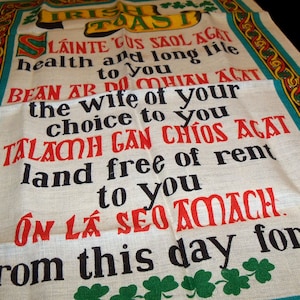 IRISH
TOAST
SLÁINTE 'GUS SAOL AGAT
health and long life
to you
BEAN AR DO MHIAN AGAT
the wife of your
choice to you
TALAMH GAN CHÍOS AGAT
land free of rent
to you
ÓN LÁ SEO AMACH.
from this day for